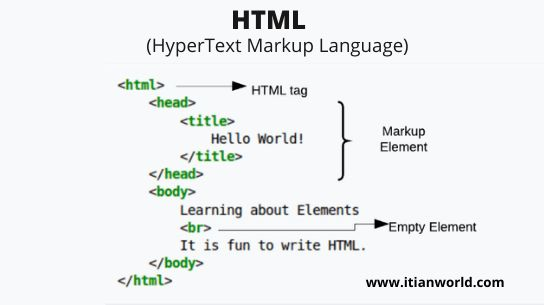 HTML
(HyperText Markup Language)
<html> HTML tag
<head>
<title>
Hello World!
</title>
</head>
Markup
Element
<body>
Learning about Elements
<br> Empty Element
It is fun to write HTML.
</body>
</html>
www.itianworld.com